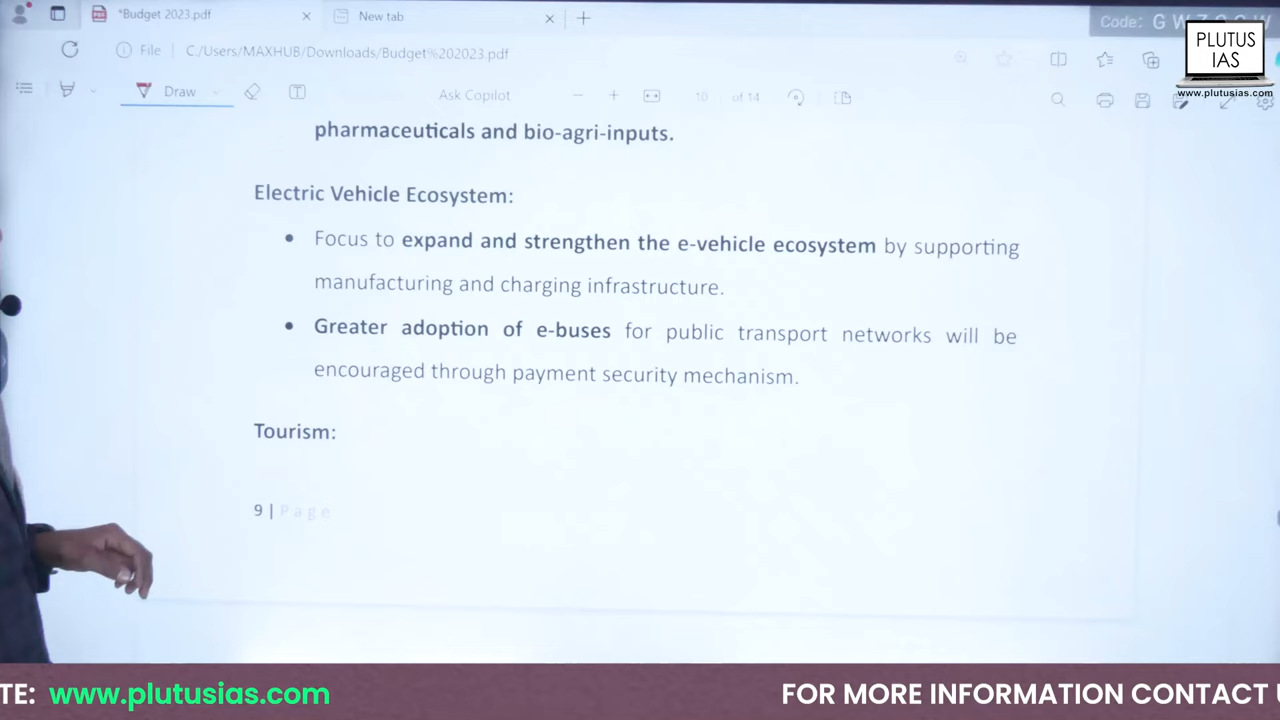 *Budget 2023.pdf
New tab
Code: G W
File | C:/Users/MAXHUB/Downloads/Budget%202023.pdf
PLUTUS
IAS
www.plutusias.com
Draw
Ask Copilot
10 of 14
pharmaceuticals and bio-agri-inputs.
Electric Vehicle Ecosystem:
• Focus to expand and strengthen the e-vehicle ecosystem by supporting
manufacturing and charging infrastructure.
• Greater adoption of e-buses for public transport networks will be
encouraged through payment security mechanism.
Tourism:
9 | Page
TE: www.plutusias.com
FOR MORE INFORMATION CONTACT U